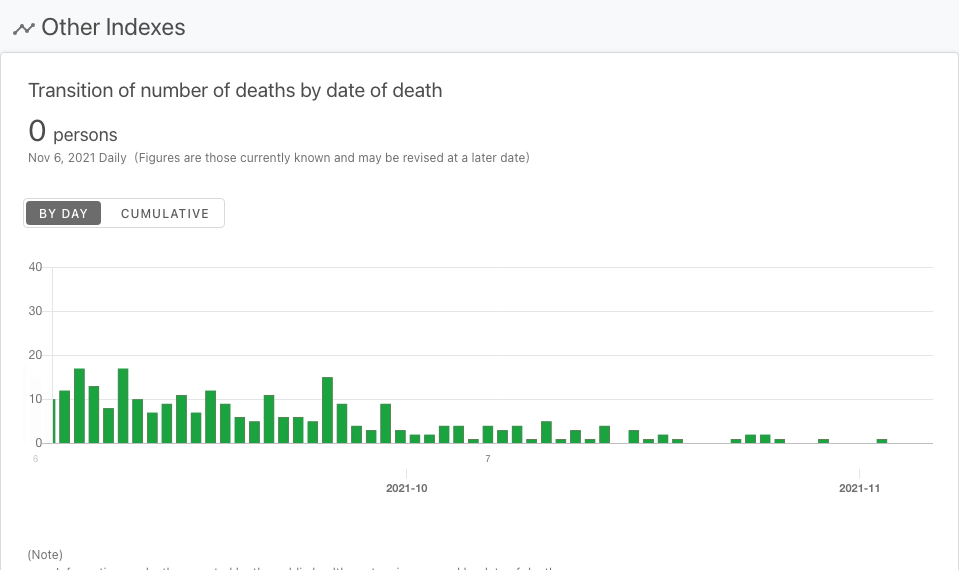 Other Indexes
Transition of number of deaths by date of death
0 persons
Nov 6, 2021 Daily (Figures are those currently known and may be revised at a later date)
BY DAY CUMULATIVE
40
30
20
10
0
6 7
2021-10 2021-11
(Note)